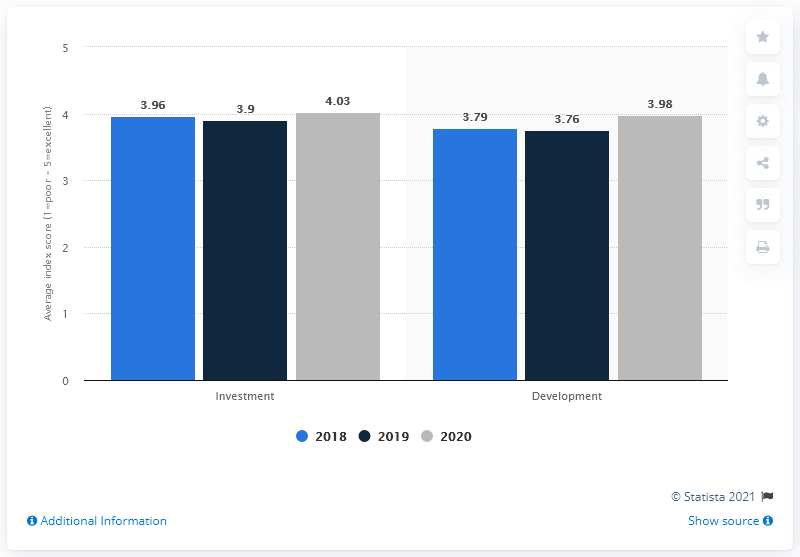 Average index score (1=poor - 5=excellent)
5
4
3
2
1
0
3.96
3.9
4.03
3.79
3.76
3.98
Investment
Development
2018
2019
2020
© Statista 2021
Additional Information
Show source